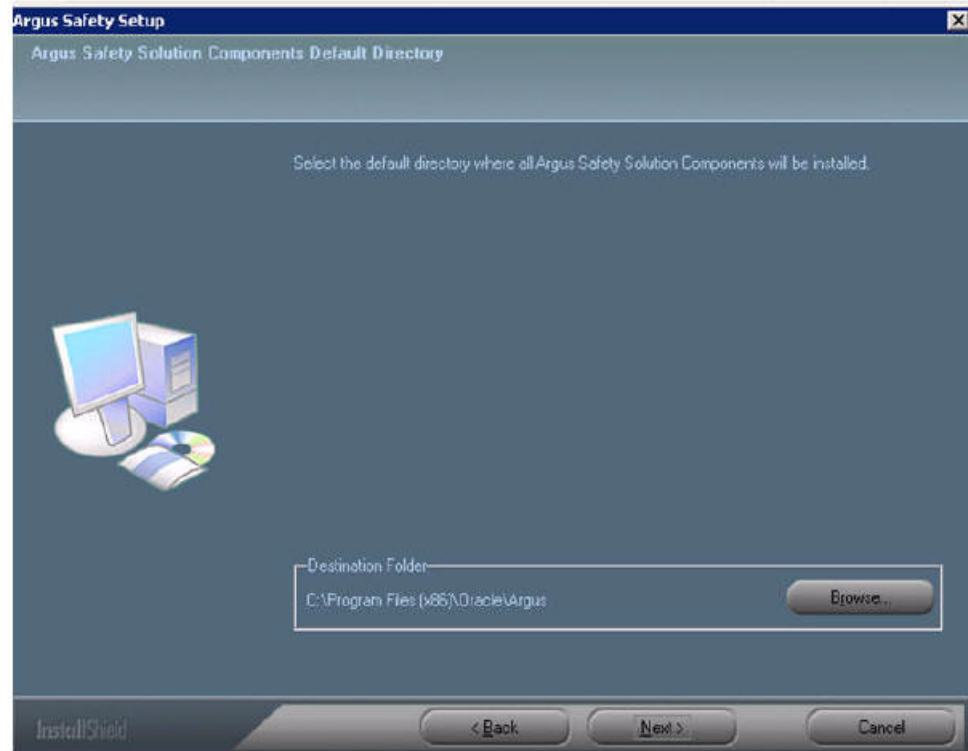 Argus Safety Setup
Argus Safety Solution Components Default Directory
Select the default directory where all Argus Safety Solution Components will be installed.
Destination Folder
C:\Program Files (x86)\Oracle\Argus
Browse...
InstallShield
< Back
Next >
Cancel